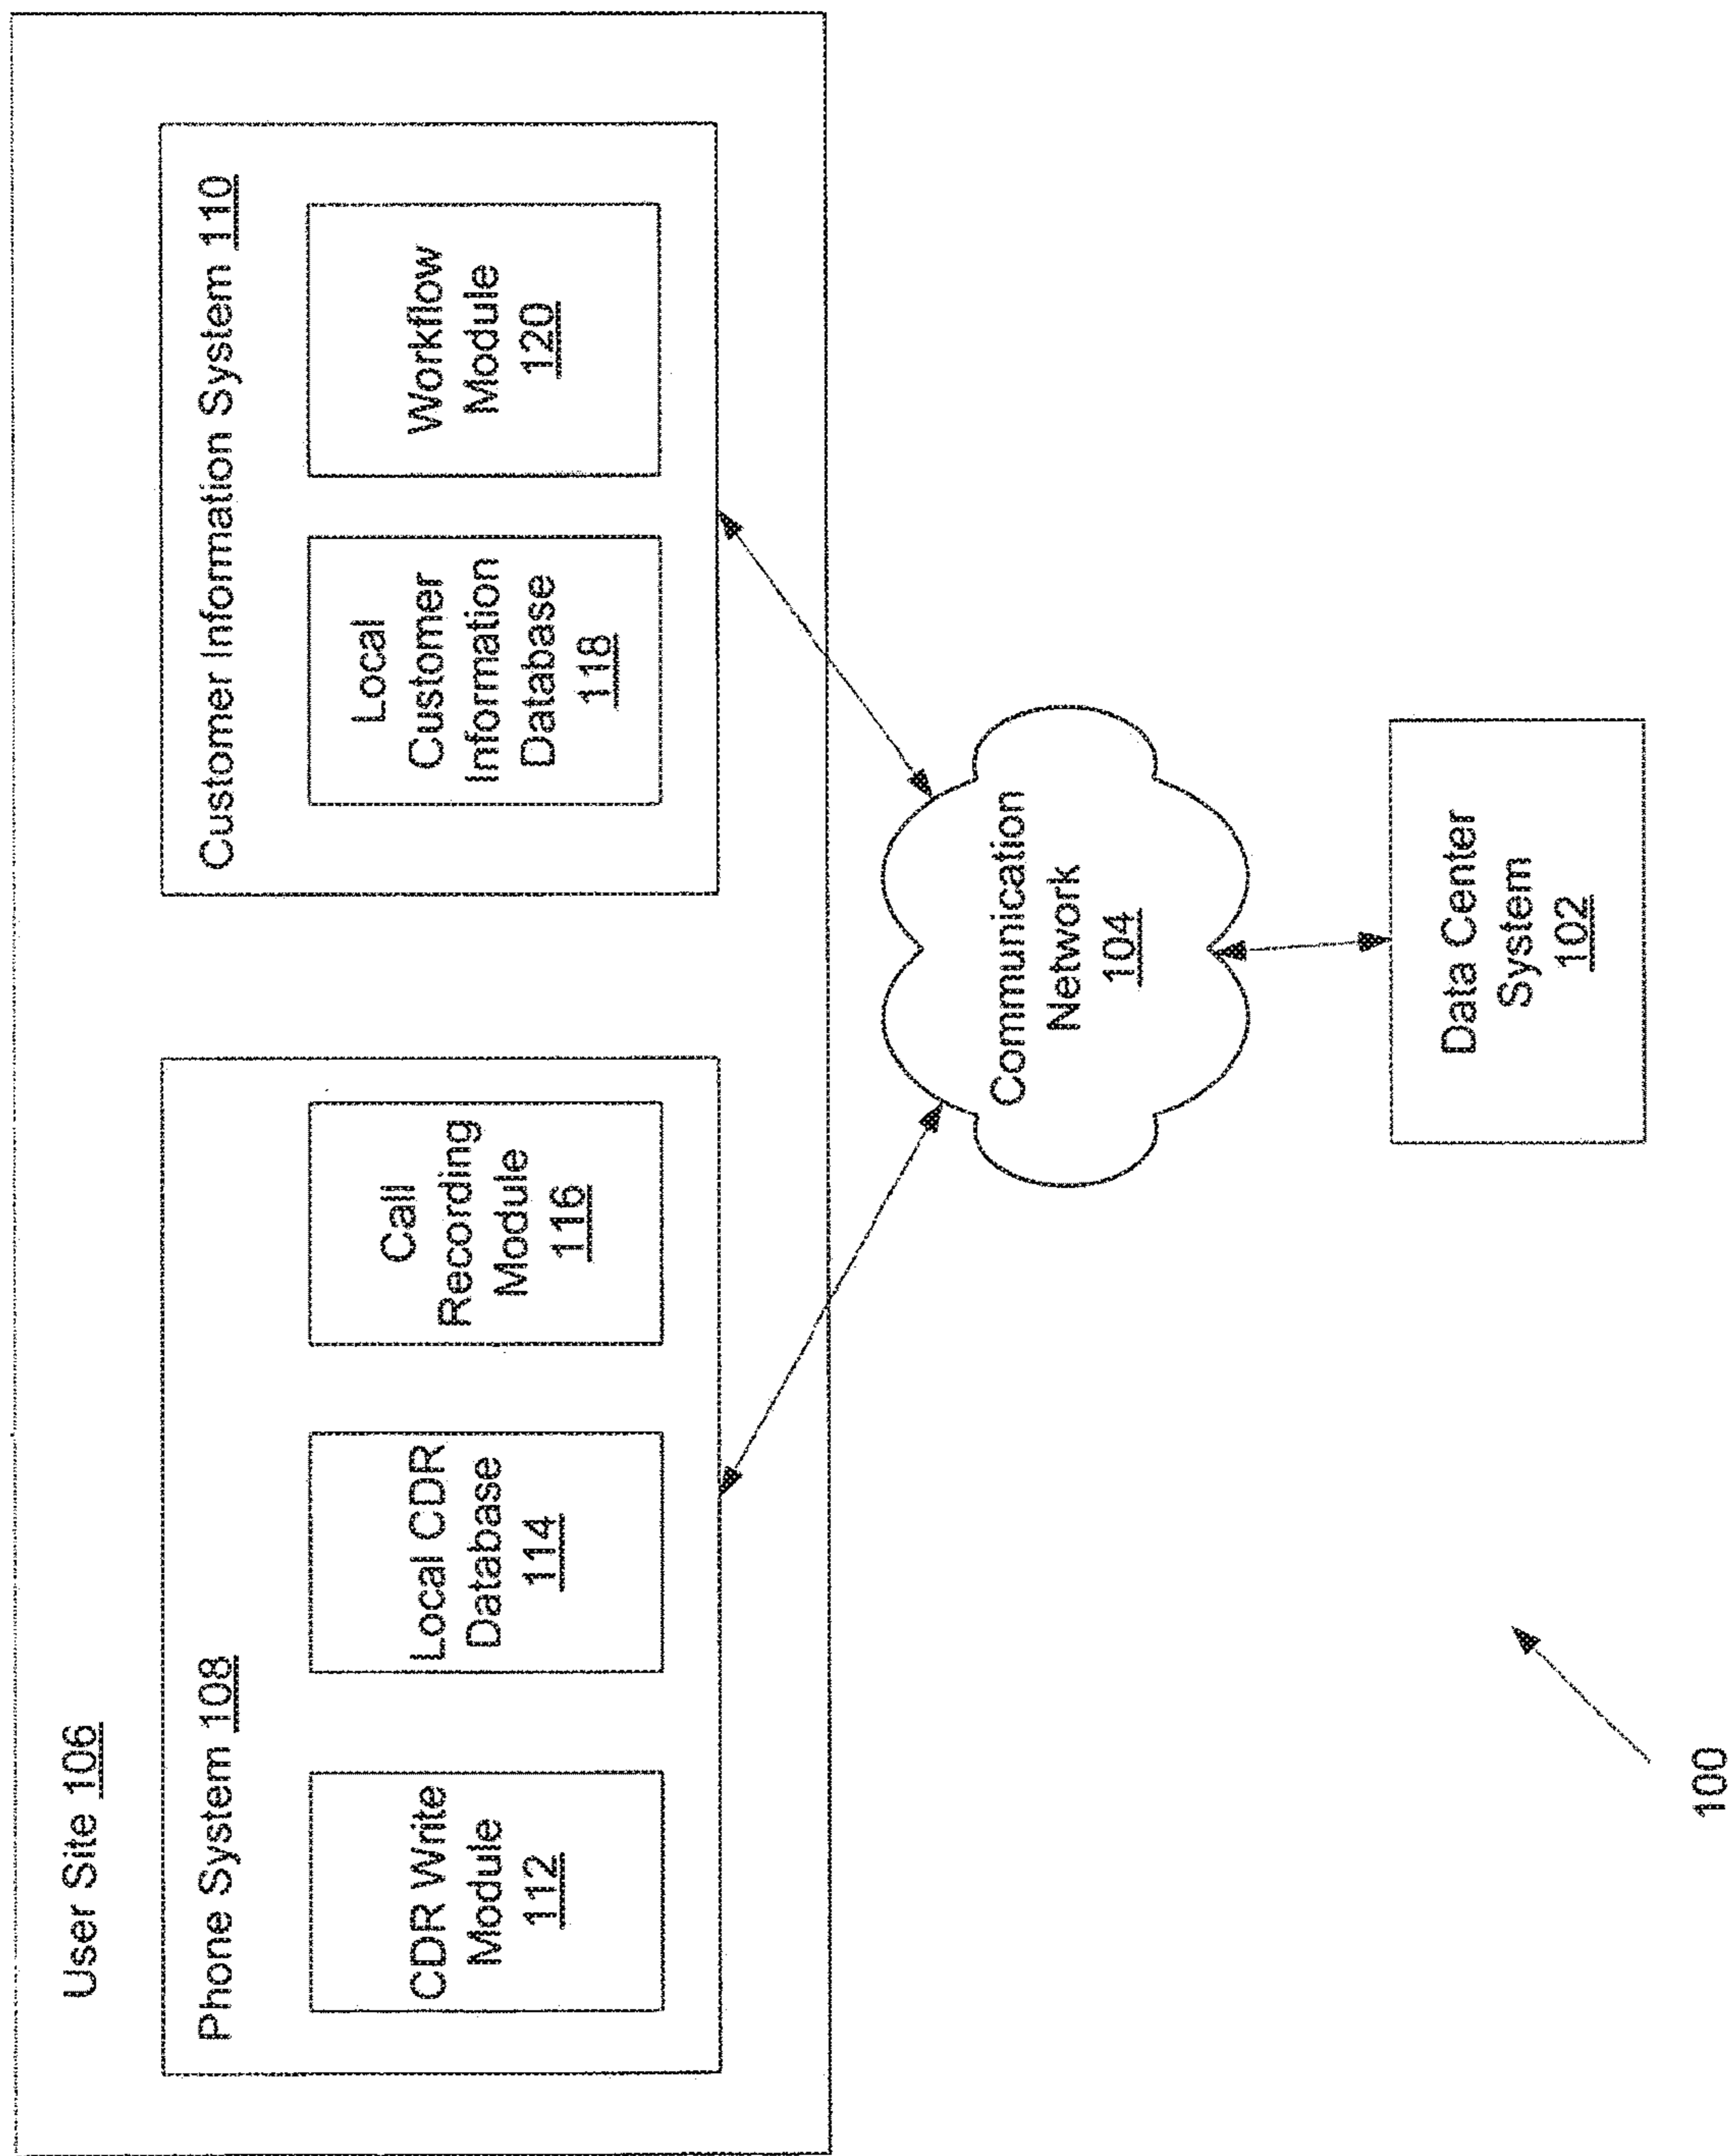 User Site 106
Phone System 108
CDR Write
Module
112
Local CDR
Database
114
Call
Recording
Module
116
Customer Information System 110
Local
Customer
Information
Database
118
Workflow
Module
120
Communication
Network
104
Data Center
System
102
100